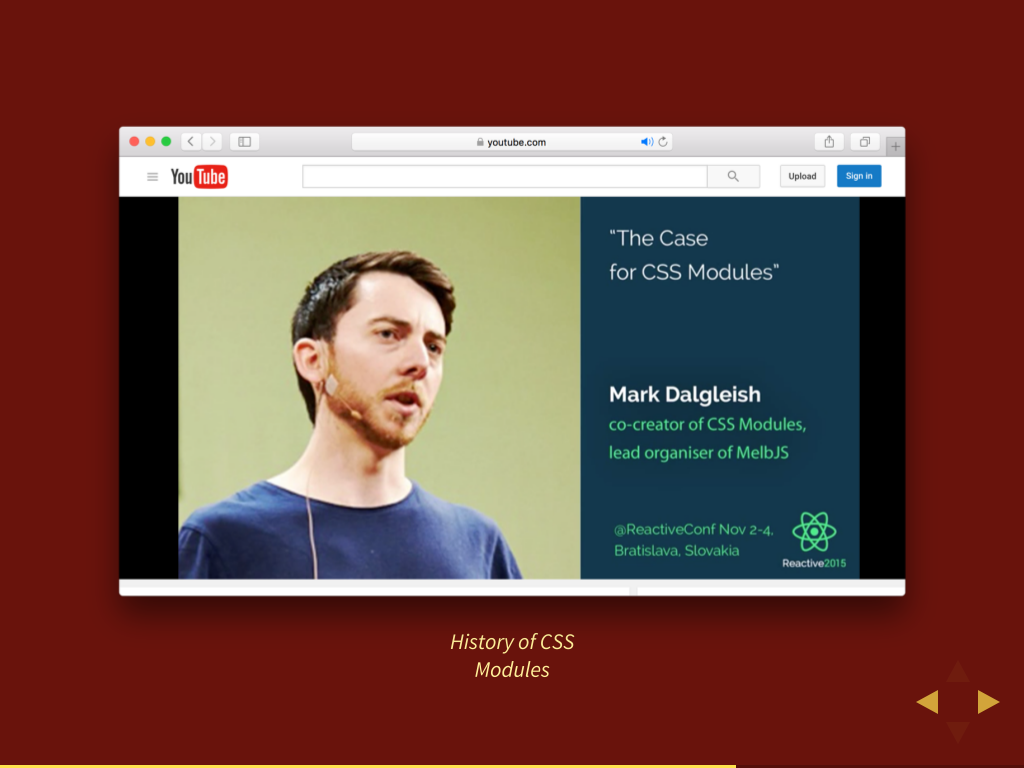 youtube.com
YouTube
Upload
Sign in
“The Case
for CSS Modules”
Mark Dalgleish
co-creator of CSS Modules,
lead organiser of MelbJS
@ReactiveConf Nov 2-4,
Bratislava, Slovakia
Reactive2015
History of CSS
Modules